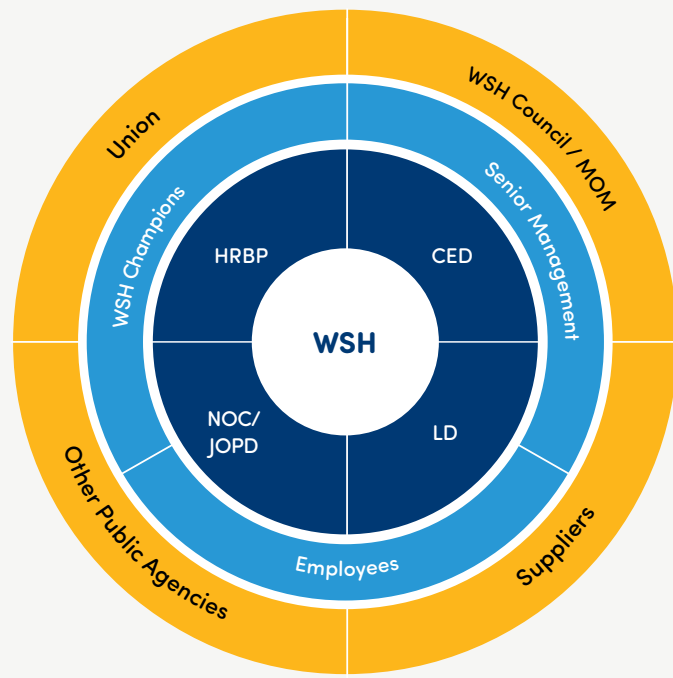 Union
WSH Council / MOM
WSH Champions
Senior Management
HRBP
CED
WSH
NOC/
JOPD
LD
Employees
Other Public Agencies
Suppliers